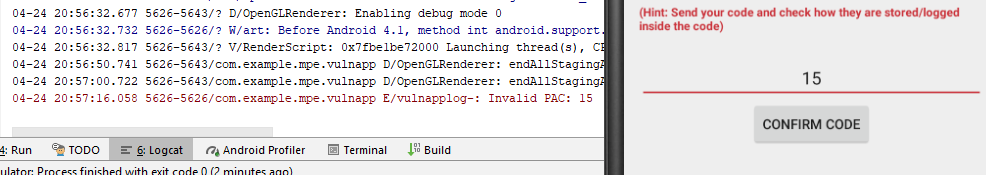 04-24 20:56:32.677 5626-5643/? D/OpenGLRenderer: Enabling debug mode 0
04-24 20:56:32.732 5626-5626/? W/art: Before Android 4.1, method int android.support.
04-24 20:56:32.817 5626-5643/? V/RenderScript: 0x7fbe1be72000 Launching thread(s),
04-24 20:56:50.741 5626-5643/com.example.mpe.vulnapp D/OpenGLRenderer: endAllStaging
04-24 20:57:00.722 5626-5643/com.example.mpe.vulnapp D/OpenGLRenderer: endAllStaging
04-24 20:57:16.058 5626-5626/com.example.mpe.vulnapp E/vulnapplog-: Invalid PAC: 15
4: Run TODO 6: Logcat Android Profiler Terminal Build
ulator: Process finished with exit code 0 (2 minutes ago)
(Hint: Send your code and check how they are stored/logged
inside the code)
15
CONFIRM CODE